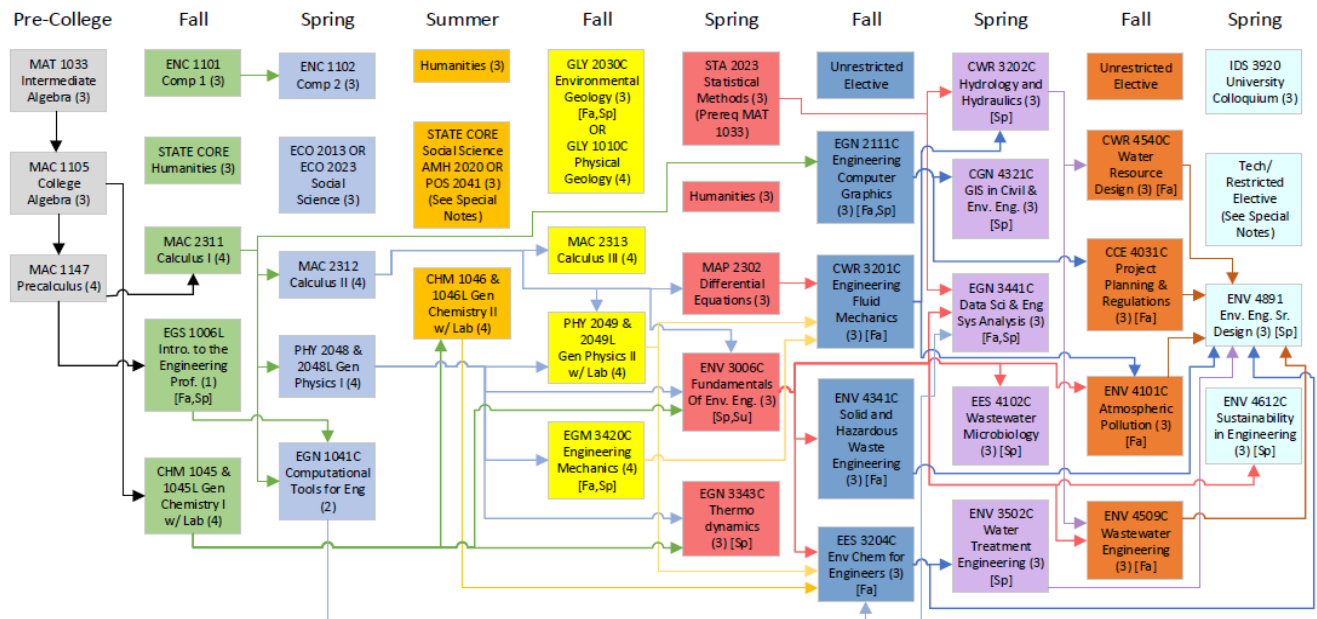 Pre-College
Fall
Spring
Summer
Fall
Spring
Fall
Spring
Fall
Spring
MAT 1033
Intermediate
Algebra (3)
MAC 1105
College
Algebra (3)
MAC 1147
Precalculus (4)
ENC 1101
Comp 1 (3)
STATE CORE
Humanities (3)
MAC 2311
Calculus I (4)
EGS 1006L
Intro. to the
Engineering
Prof. (1)
[Fa,Sp]
CHM 1045 &
1045L Gen
Chemistry I
w/ Lab (4)
ENC 1102
Comp 2 (3)
ECO 2013 OR
ECO 2023
Social
Science (3)
MAC 2312
Calculus II (4)
PHY 2048 &
2048L Gen
Physics I (4)
EGN 1041C
Computational
Tools for Eng
(2)
Humanities (3)
STATE CORE
Social Science
AMH 2020 OR
POS 2041 (3)
(See Special
Notes)
CHM 1046 &
1046L Gen
Chemistry II
w/ Lab (4)
GLY 2030C
Environmental
Geology (3)
[Fa,Sp]
OR
GLY 1010C
Physical
Geology (4)
MAC 2313
Calculus III (4)
PHY 2049 &
2049L
Gen Physics II
w/ Lab (4)
EGM 3420C
Engineering
Mechanics (4)
[Fa,Sp]
STA 2023
Statistical
Methods (3)
(Prereq MAT
1033)
Humanities (3)
MAP 2302
Differential
Equations (3)
ENV 3006C
Fundamentals
Of Env. Eng. (3)
[Sp,Su]
EGN 3343C
Thermo
dynamics
(3) [Sp]
Unrestricted
Elective
EGN 2111C
Engineering
Computer
Graphics
(3) [Fa,Sp]
CWR 3201C
Engineering
Fluid
Mechanics
(3) [Fa]
ENV 4341C
Solid and
Hazardous
Waste
Engineering
(3) [Fa]
EES 3204C
Env Chem for
Engineers (3)
[Fa]
CWR 3202C
Hydrology and
Hydraulics (3)
[Sp]
CGN 4321C
GIS in Civil &
Env. Eng. (3)
[Sp]
EGN 3441C
Data Sci & Eng
Sys Analysis (3)
[Fa,Sp]
EES 4102C
Wastewater
Microbiology
(3) [Sp]
ENV 3502C
Water
Treatment
Engineering (3)
[Sp]
Unrestricted
Elective
CWR 4540C
Water
Resource
Design (3) [Fa]
CCE 4031C
Project
Planning &
Regulations
(3) [Fa]
ENV 4101C
Atmospheric
Pollution (3)
[Fa]
ENV 4509C
Wastewater
Engineering
(3) [Fa]
IDS 3920
University
Colloquium (3)
Tech/
Restricted
Elective
(See Special
Notes)
ENV 4891
Env. Eng. Sr.
Design (3) [Sp]
ENV 4612C
Sustainability
in Engineering
(3) [Sp]